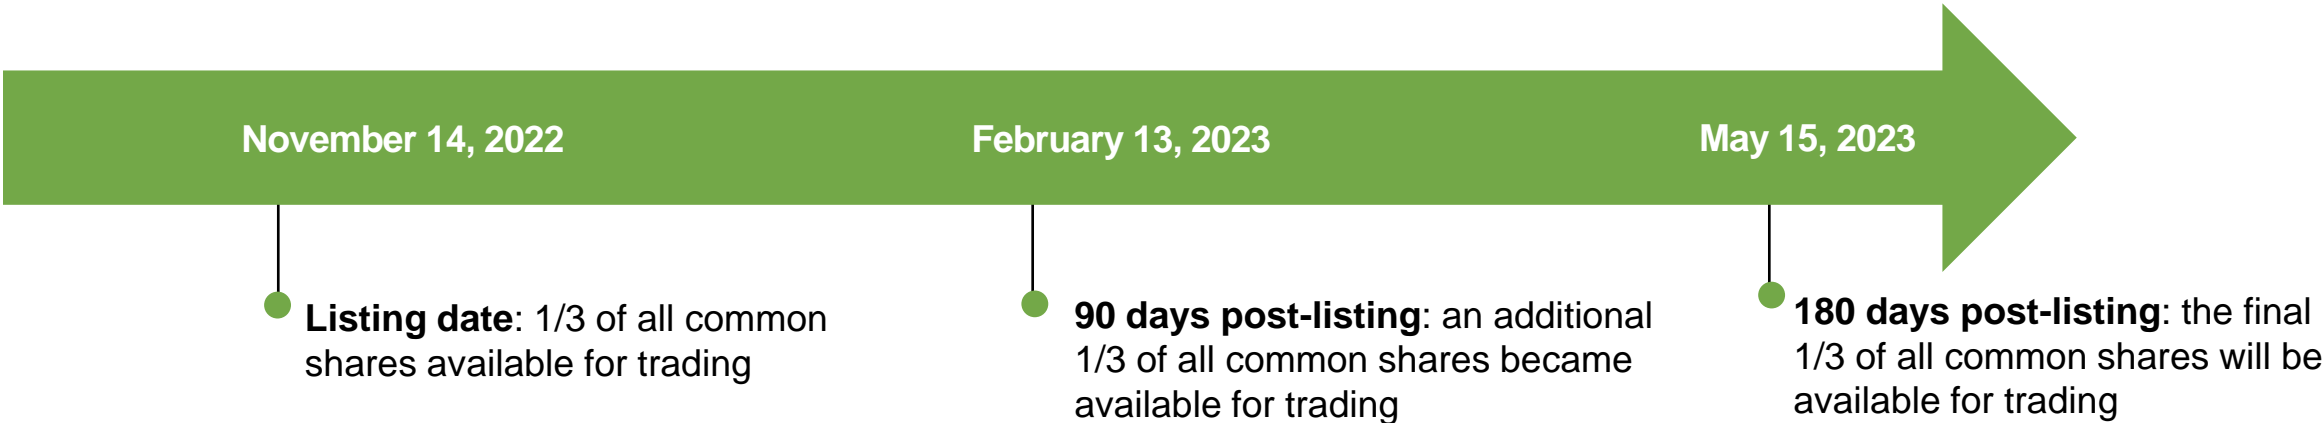 November 14, 2022
February 13, 2023
May 15, 2023
Listing date: 1/3 of all common
shares available for trading
90 days post-listing: an additional
1/3 of all common shares became
available for trading
180 days post-listing: the final
1/3 of all common shares will be
available for trading